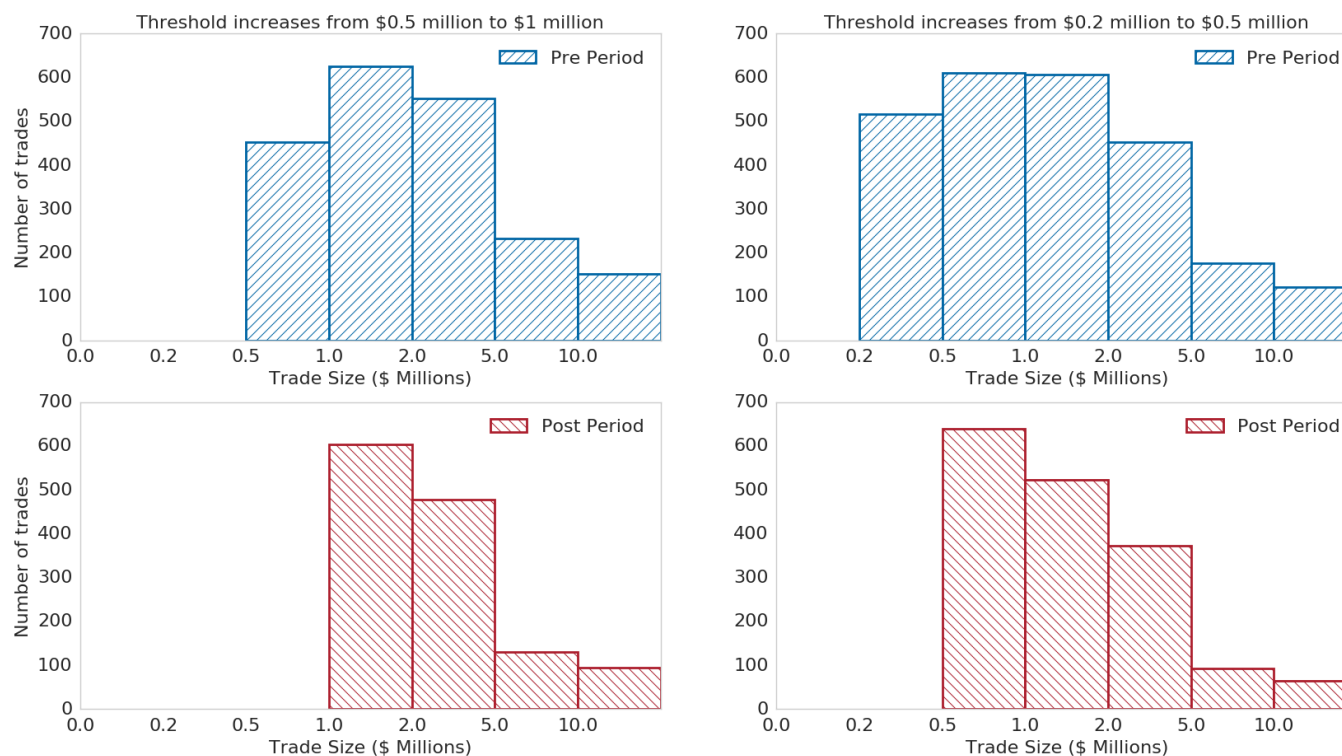 Threshold increases from $0.5 million to $1 million
700
600
500
400
300
200
100
0
Number of trades
Pre Period
0.0 0.2 0.5 1.0 2.0 5.0 10.0
Trade Size ($ Millions)
Threshold increases from $0.2 million to $0.5 million
700
600
500
400
300
200
100
0
Pre Period
0.0 0.2 0.5 1.0 2.0 5.0 10.0
Trade Size ($ Millions)
700
600
500
400
300
200
100
0
Number of trades
Post Period
0.0 0.2 0.5 1.0 2.0 5.0 10.0
Trade Size ($ Millions)
700
600
500
400
300
200
100
0
Post Period
0.0 0.2 0.5 1.0 2.0 5.0 10.0
Trade Size ($ Millions)